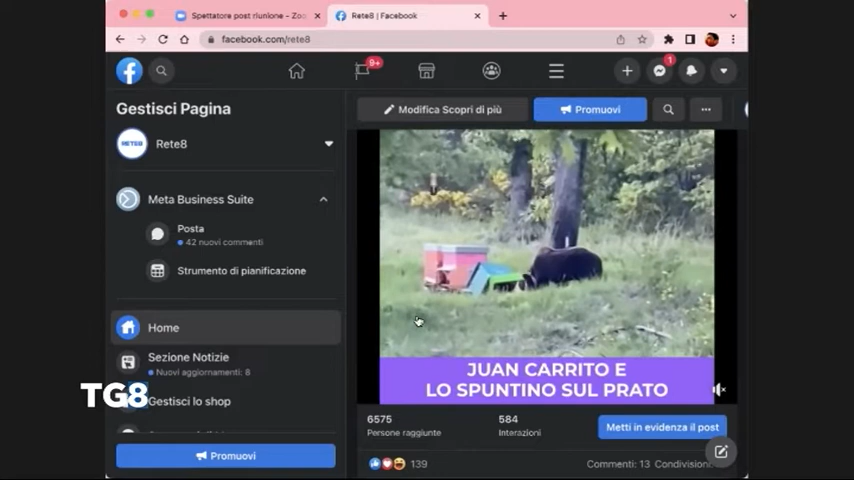 Spettatore post riunione - Zoo
Rete8 | Facebook
facebook.com/rete8
9+
1
Gestisci Pagina
Modifica Scopri di più
Promuovi
RETE8
Rete8
Meta Business Suite
Posta
42 nuovi commenti
Strumento di pianificazione
Home
Sezione Notizie
Nuovi aggiornamenti: 8
Gestisci lo shop
Promuovi
JUAN CARRITO E
LO SPUNTINO SUL PRATO
6575
Persone raggiunte
584
Interazioni
Metti in evidenza il post
139
Commenti: 13
TG8